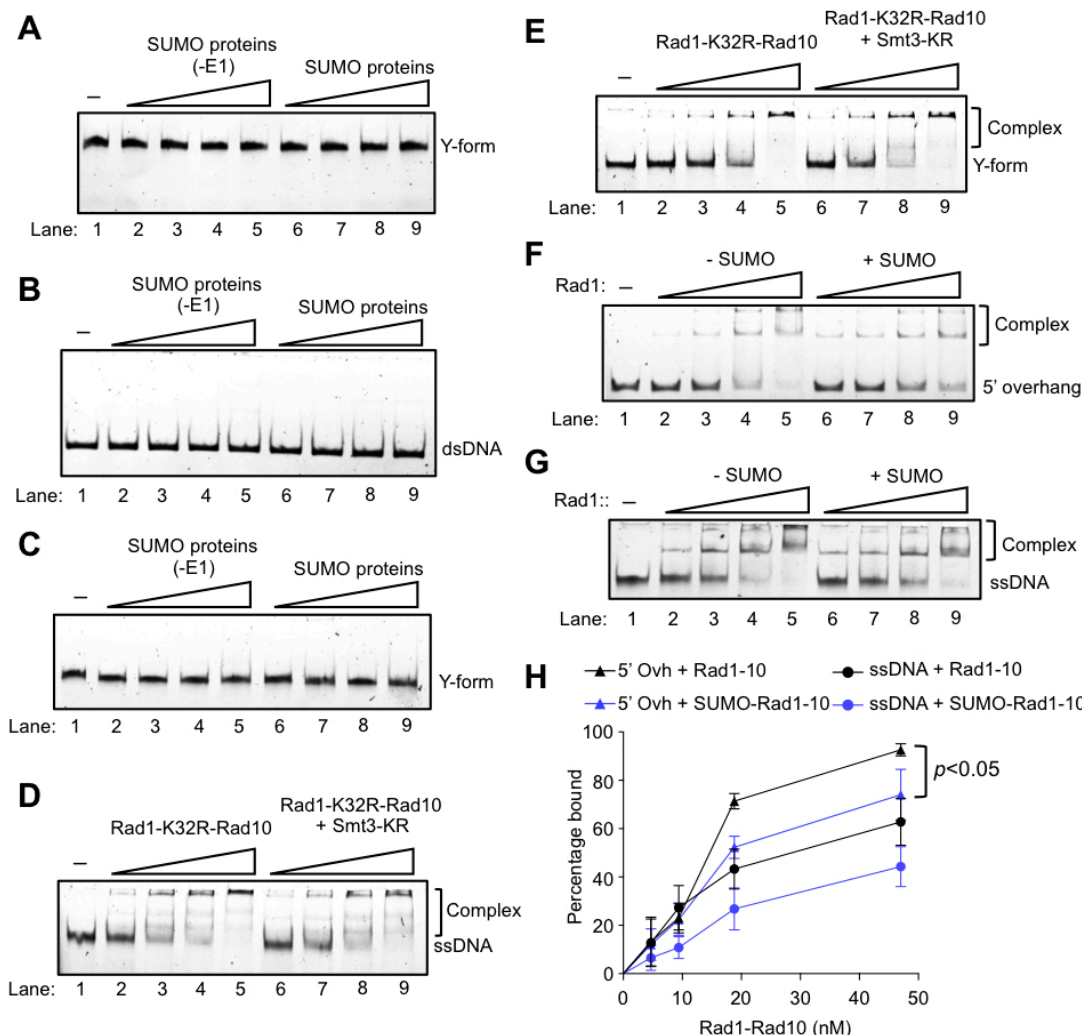 A
SUMO proteins
(-E1)
SUMO proteins
–
Y-form
Lane: 1 2 3 4 5 6 7 8 9
B
SUMO proteins
(-E1)
SUMO proteins
–
dsDNA
Lane: 1 2 3 4 5 6 7 8 9
C
SUMO proteins
(-E1)
SUMO proteins
–
Y-form
Lane: 1 2 3 4 5 6 7 8 9
D
Rad1-K32R-Rad10
Rad1-K32R-Rad10
+ Smt3-KR
–
Complex
ssDNA
Lane: 1 2 3 4 5 6 7 8 9
E
Rad1-K32R-Rad10
Rad1-K32R-Rad10
+ Smt3-KR
–
Complex
Y-form
Lane: 1 2 3 4 5 6 7 8 9
F
- SUMO + SUMO
Rad1: –
Complex
5' overhang
Lane: 1 2 3 4 5 6 7 8 9
G
- SUMO + SUMO
Rad1:: –
Complex
ssDNA
Lane: 1 2 3 4 5 6 7 8 9
H
5' Ovh + Rad1-10 ssDNA + Rad1-10
5' Ovh + SUMO-Rad1-10 ssDNA + SUMO-Rad1-10
Percentage bound
100
80
60
40
20
0
p<0.05
0 10 20 30 40 50
Rad1-Rad10 (nM)